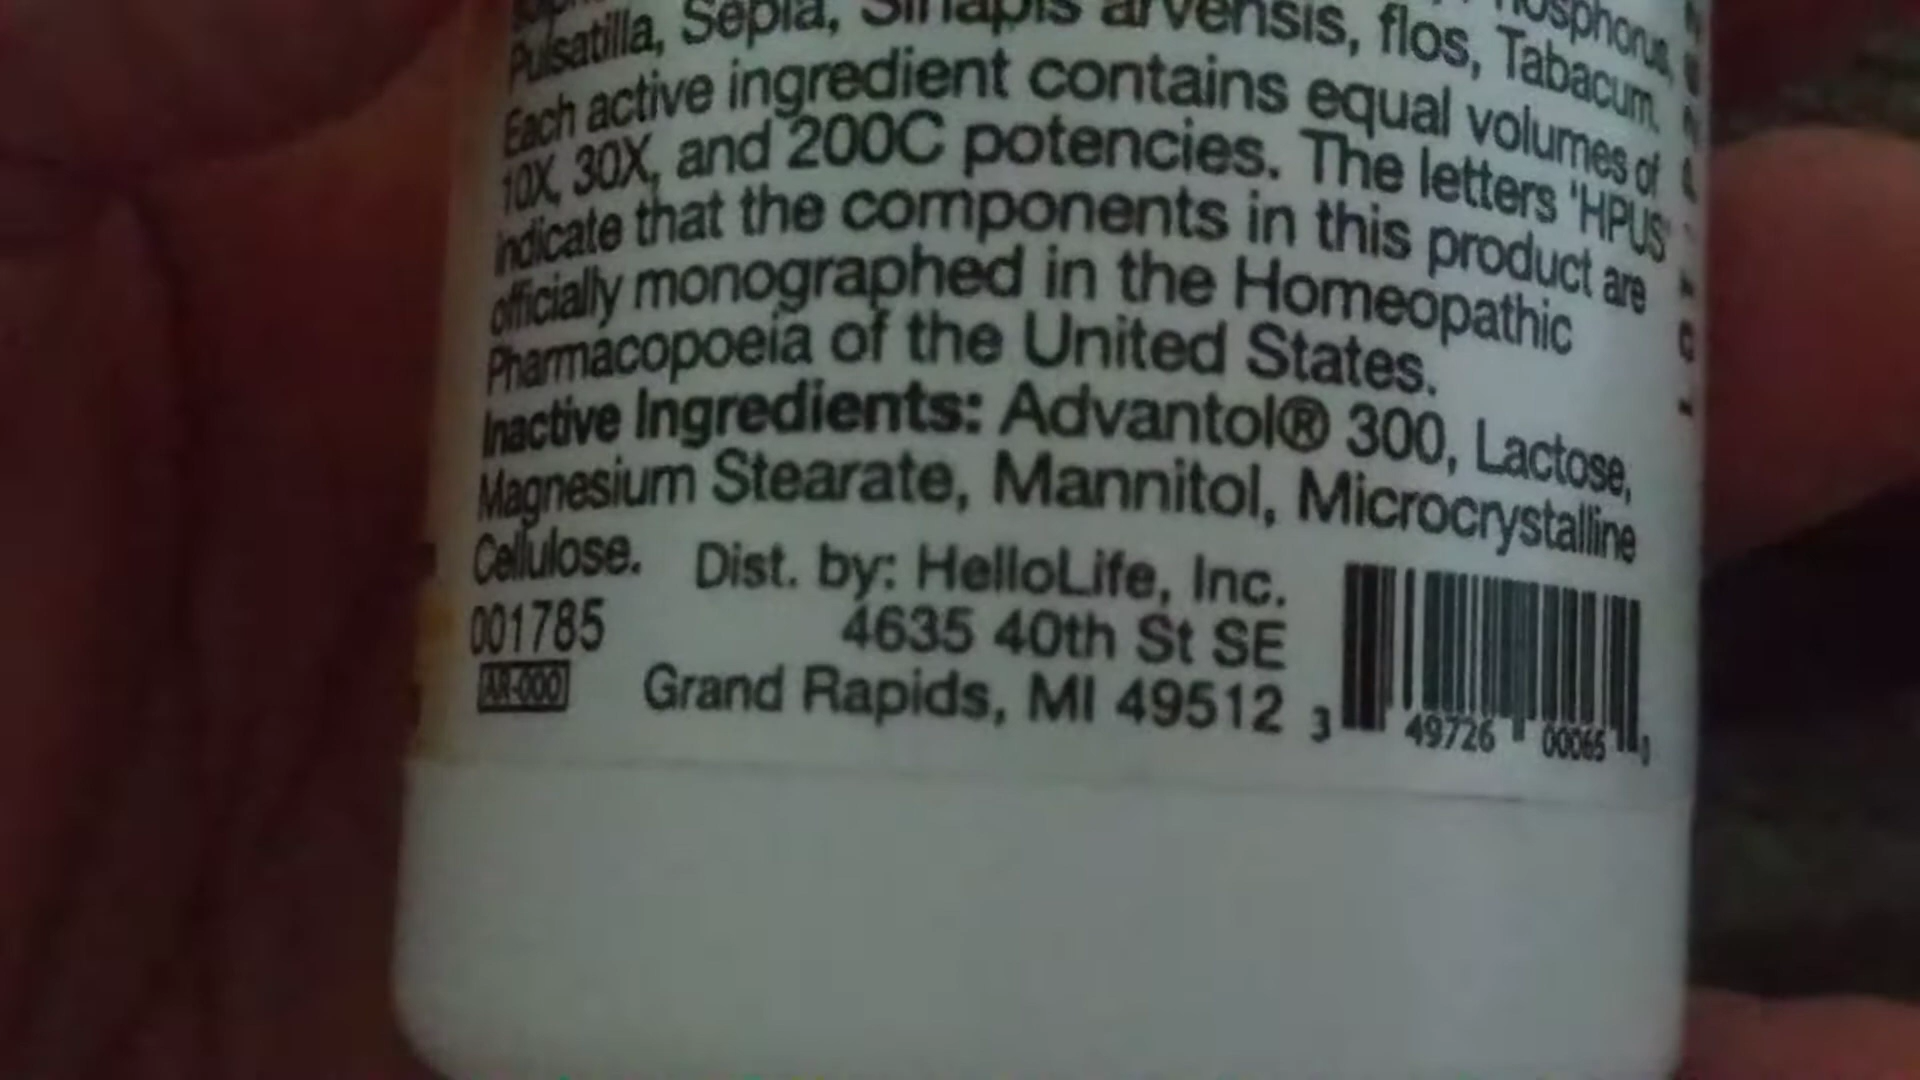 Phosphorus,
Pulsatilla, Sepia, Sinapis arvensis, flos, Tabacum.
Each active ingredient contains equal volumes of
10X, 30X, and 200C potencies. The letters 'HPUS'
indicate that the components in this product are
officially monographed in the Homeopathic
Pharmacopoeia of the United States.
Inactive Ingredients: Advantol® 300, Lactose,
Magnesium Stearate, Mannitol, Microcrystalline
Cellulose.
Dist. by: HelloLife, Inc.
001785
4635 40th St SE
AR-000
Grand Rapids, MI 49512
3 49726 00065 0